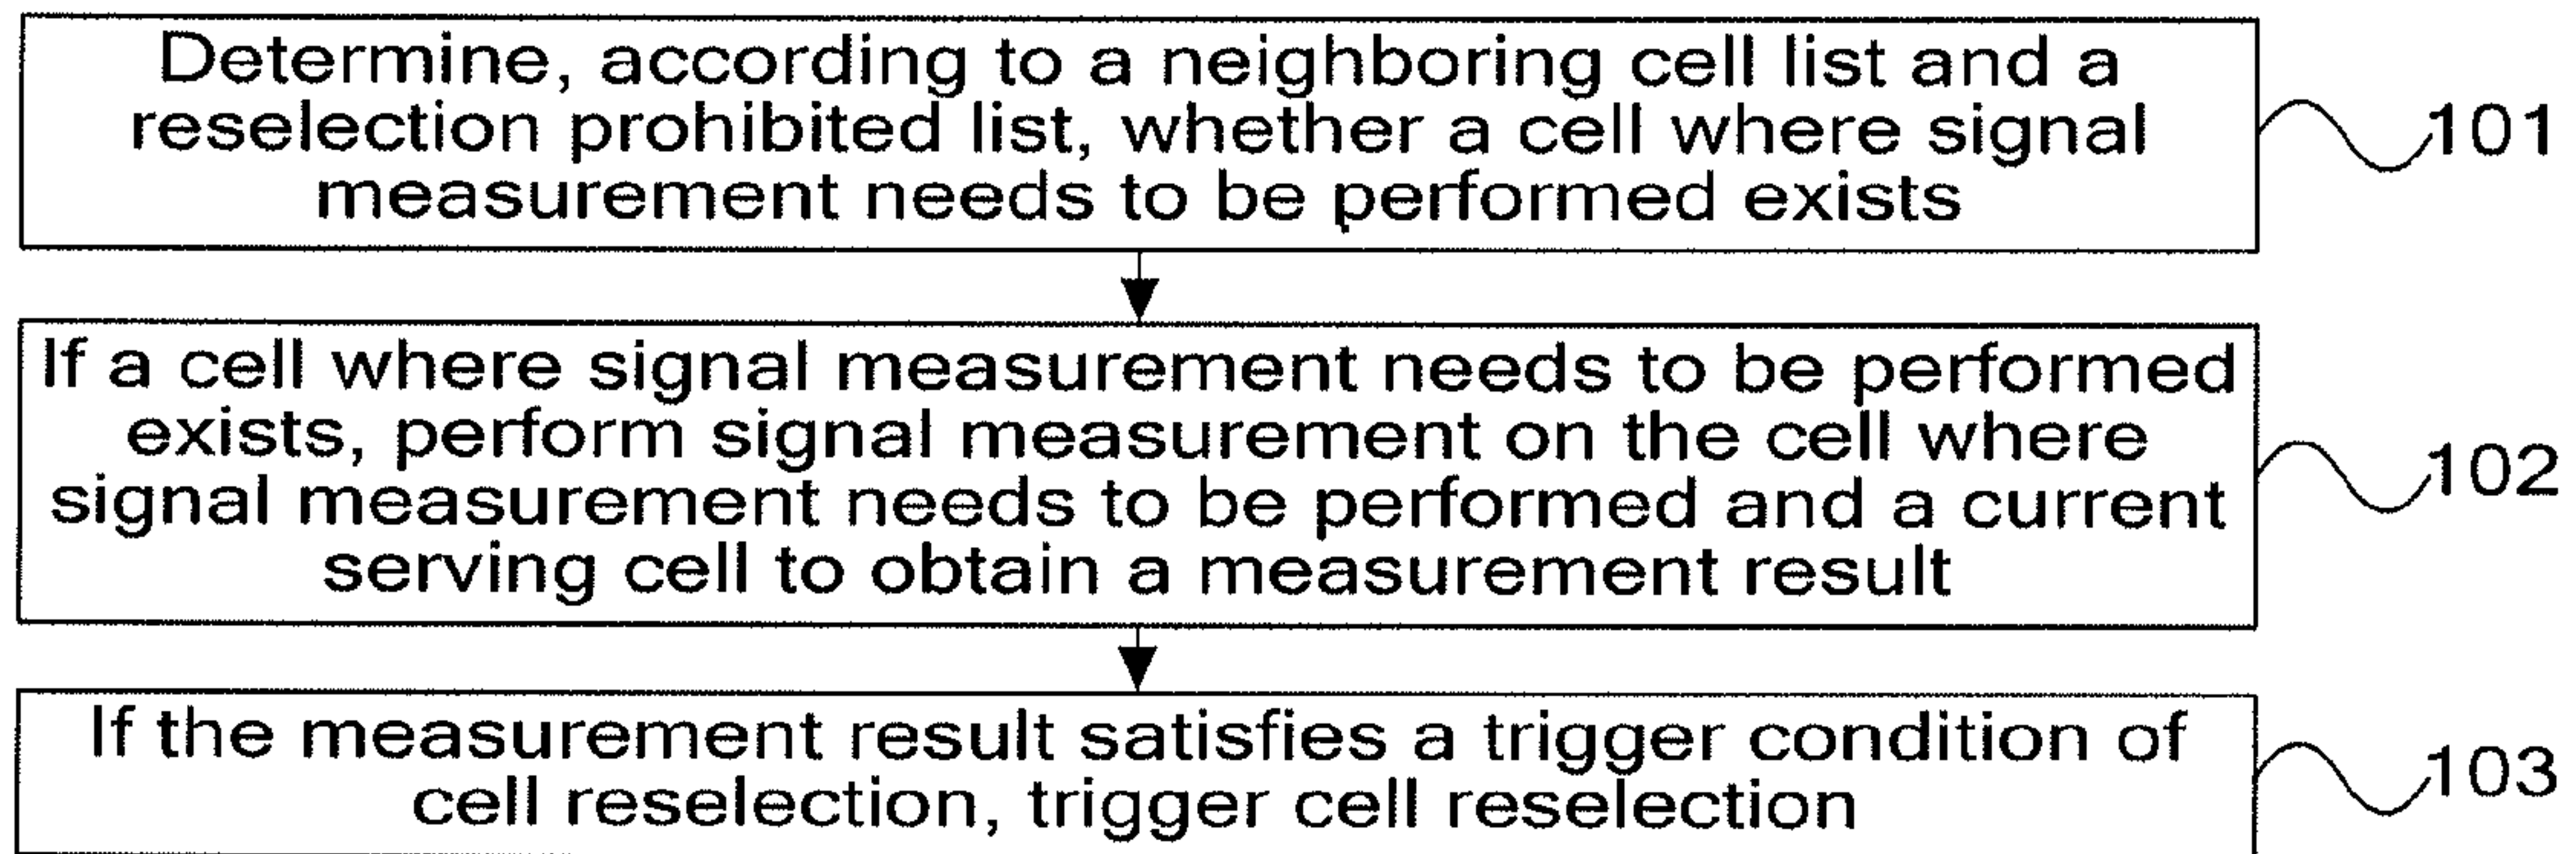 Determine, according to a neighboring cell list and a
reselection prohibited list, whether a cell where signal
measurement needs to be performed exists
101
If a cell where signal measurement needs to be performed
exists, perform signal measurement on the cell where
signal measurement needs to be performed and a current
serving cell to obtain a measurement result
102
If the measurement result satisfies a trigger condition of
cell reselection, trigger cell reselection
103